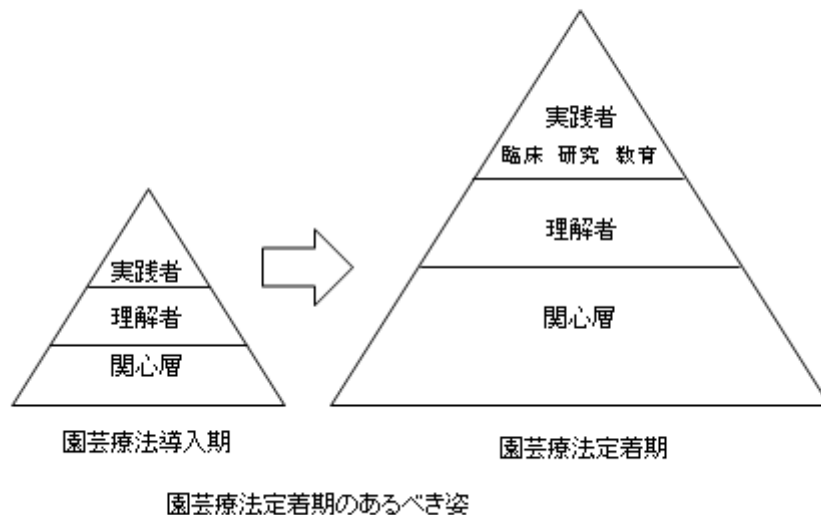 実践者
理解者
関心層
園芸療法導入期
実践者
臨床 研究 教育
理解者
関心層
園芸療法定着期
園芸療法定着期のあるべき姿